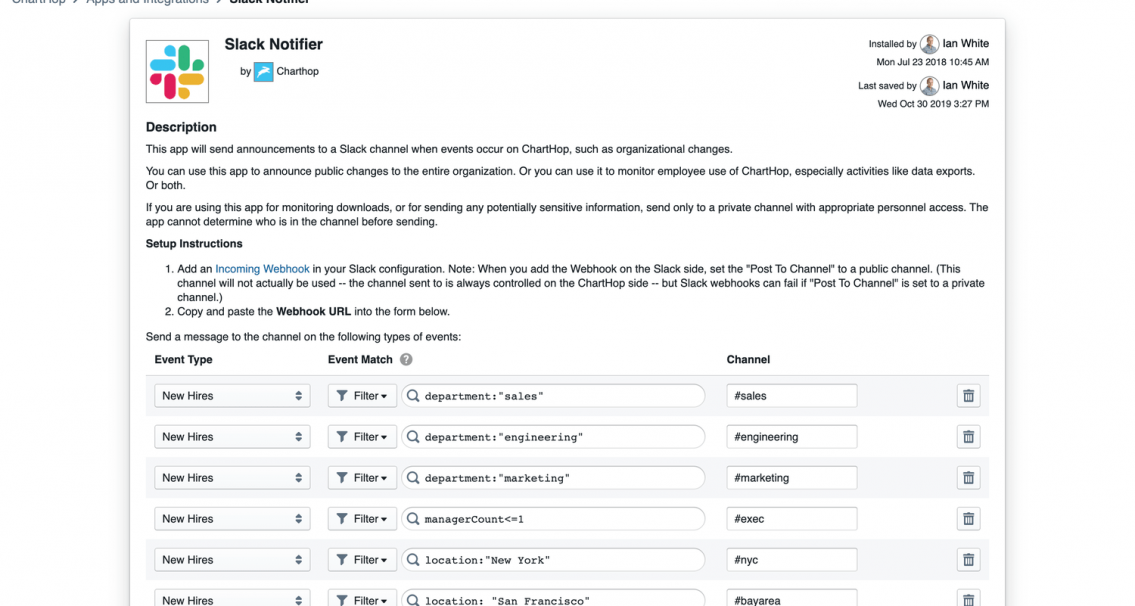 ChartHop > Apps and Integrations > Slack Notifier
Slack Notifier
by Charthop
Installed by Ian White
Mon Jul 23 2018 10:45 AM
Last saved by Ian White
Wed Oct 30 2019 3:27 PM
Description
This app will send announcements to a Slack channel when events occur on ChartHop, such as organizational changes.
You can use this app to announce public changes to the entire organization. Or you can use it to monitor employee use of ChartHop, especially activities like data exports.
Or both.
If you are using this app for monitoring downloads, or for sending any potentially sensitive information, send only to a private channel with appropriate personnel access. The
app cannot determine who is in the channel before sending.
Setup Instructions
1. Add an Incoming Webhook in your Slack configuration. Note: When you add the Webhook on the Slack side, set the "Post To Channel" to a public channel. (This
channel will not actually be used -- the channel sent to is always controlled on the ChartHop side -- but Slack webhooks can fail if "Post To Channel" is set to a private
channel.)
2. Copy and paste the Webhook URL into the form below.
Send a message to the channel on the following types of events:
Event Type Event Match ? Channel
New Hires Filter department:"sales" #sales
New Hires Filter department:"engineering" #engineering
New Hires Filter department:"marketing" #marketing
New Hires Filter managerCount<=1 #exec
New Hires Filter location:"New York" #nyc
New Hires Filter location: "San Francisco" #bayarea